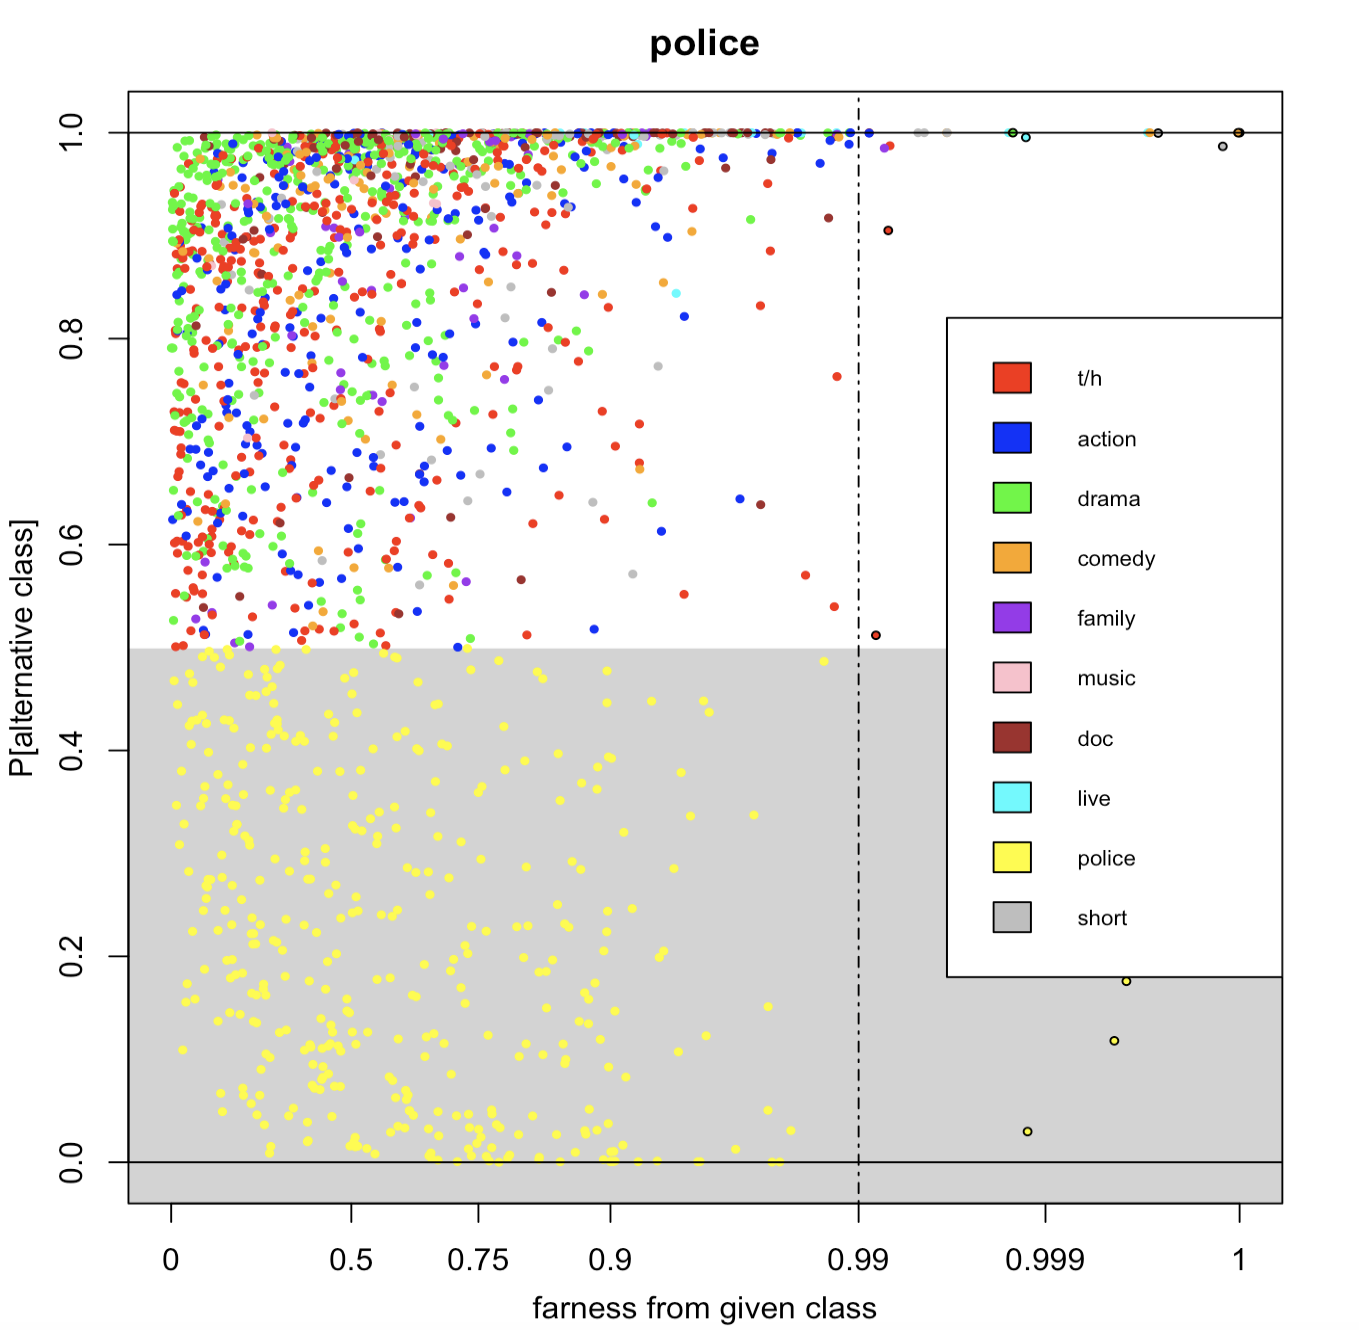 police
P[alternative class]
1.0
0.8
0.6
0.4
0.2
0.0
t/h
action
drama
comedy
family
music
doc
live
police
short
0 0.5 0.75 0.9 0.99 0.999 1
farness from given class